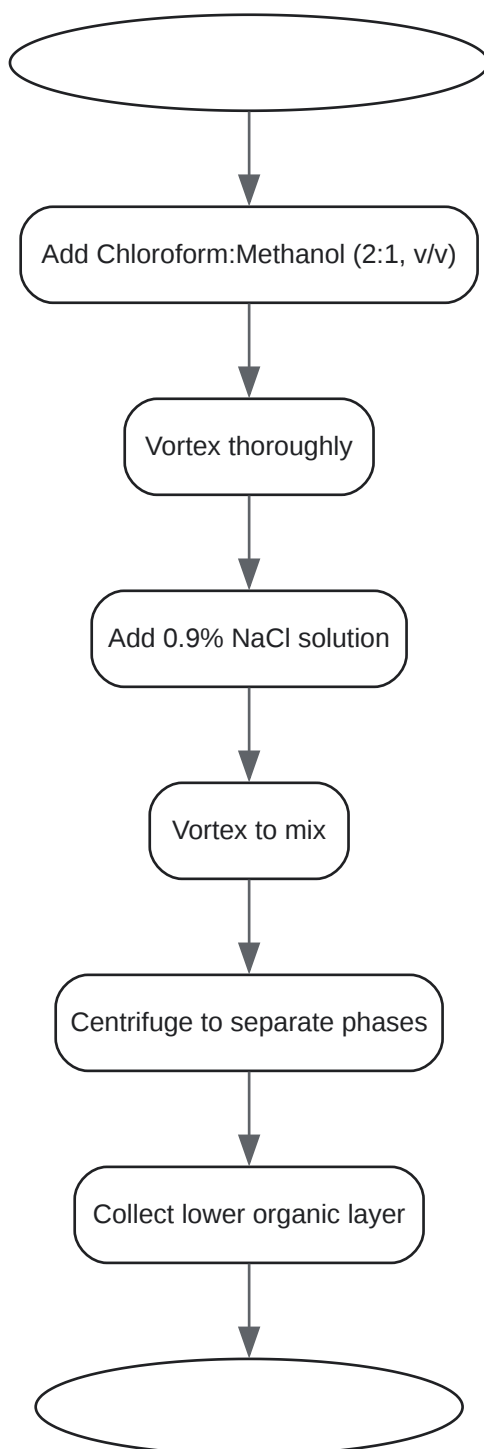 Add Chloroform:Methanol (2:1, v/v)
Vortex thoroughly
Add 0.9% NaCl solution
Vortex to mix
Centrifuge to separate phases
Collect lower organic layer